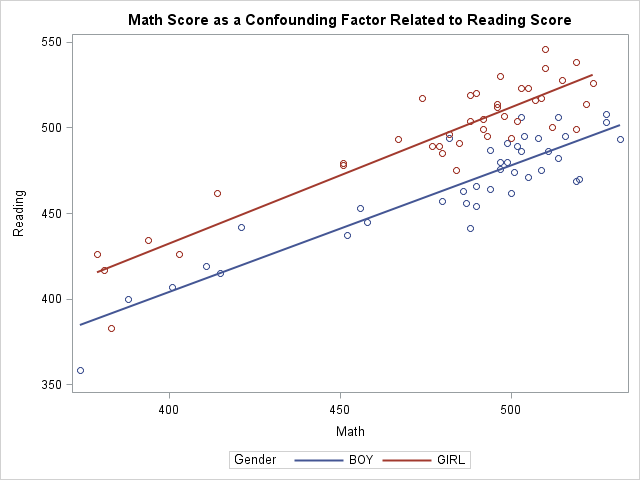 Math Score as a Confounding Factor Related to Reading Score
550
500
450
400
350
Reading
400 450 500
Math
Gender BOY GIRL